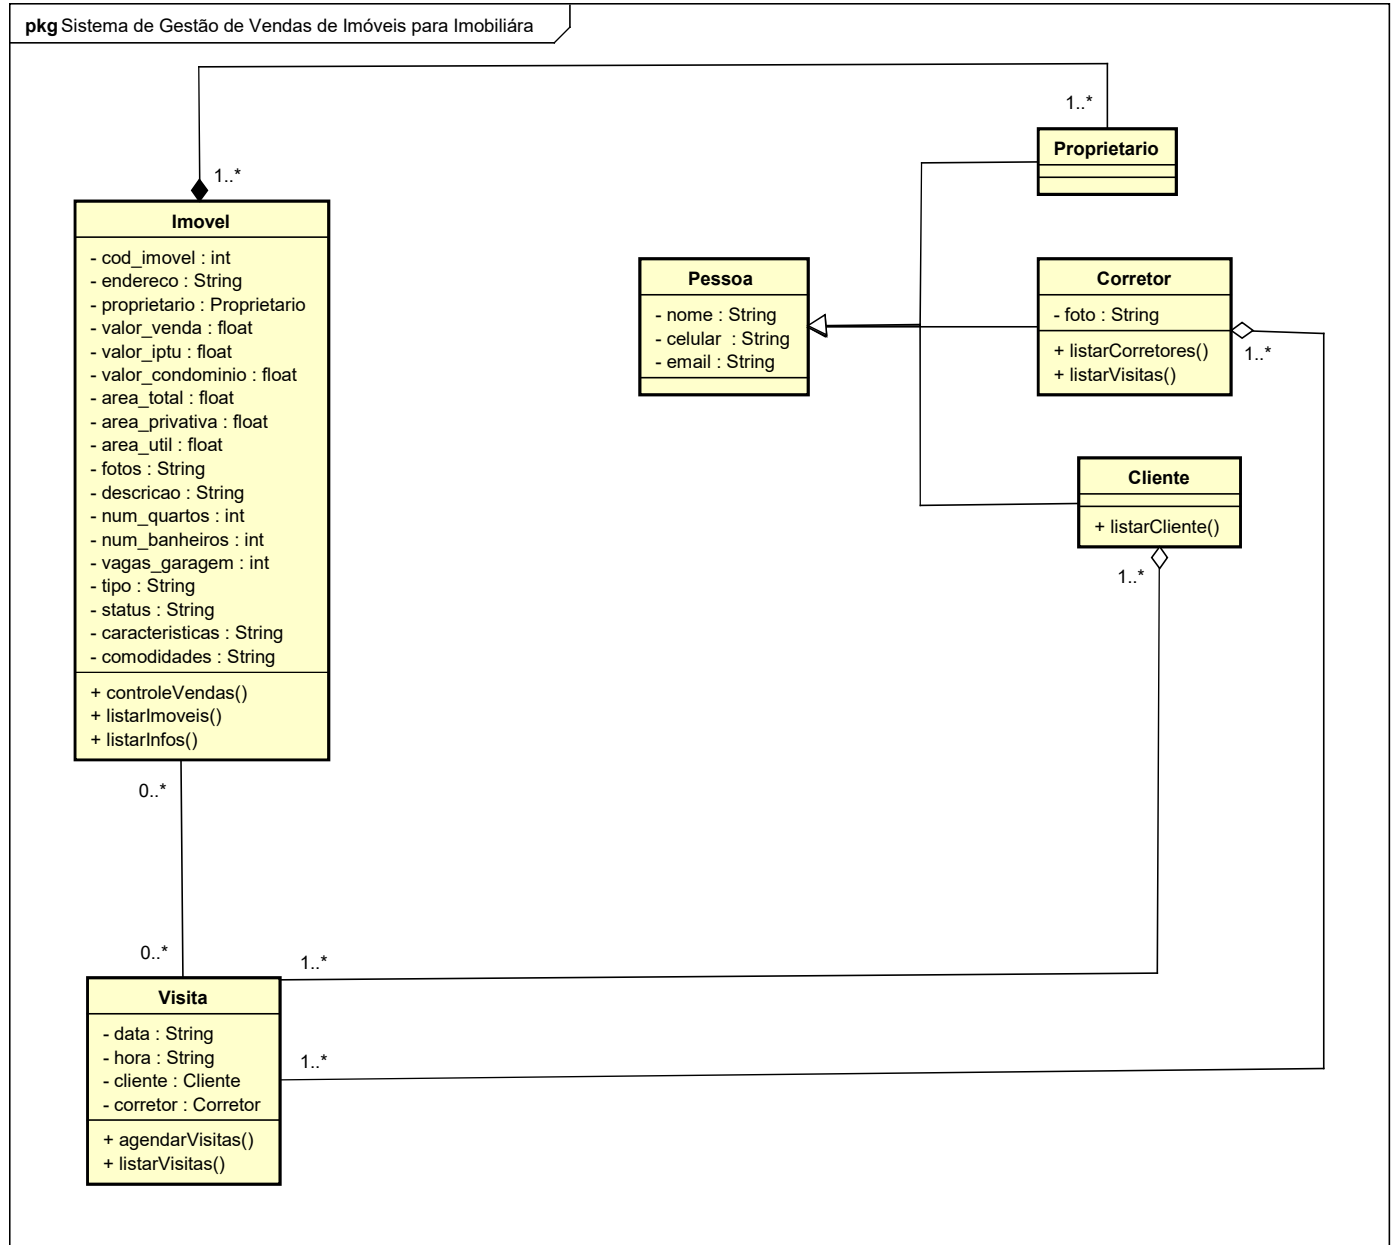 pkg Sistema de Gestão de Vendas de Imóveis para Imobiliára
1..*
Proprietario
1..*
Imovel
- cod_imovel : int
- endereco : String
- proprietario : Proprietario
- valor_venda : float
- valor_iptu : float
- valor_condominio : float
- area_total : float
- area_privativa : float
- area_util : float
- fotos : String
- descricao : String
- num_quartos : int
- num_banheiros : int
- vagas_garagem : int
- tipo : String
- status : String
- caracteristicas : String
- comodidades : String
+ controleVendas()
+ listarImoveis()
+ listarInfos()
Pessoa
- nome : String
- celular : String
- email : String
Corretor
- foto : String
+ listarCorretores()
+ listarVisitas()
1..*
Cliente
+ listarCliente()
1..*
0..*
0..*
1..*
Visita
- data : String
- hora : String
- cliente : Cliente
- corretor : Corretor
+ agendarVisitas()
+ listarVisitas()
1..*